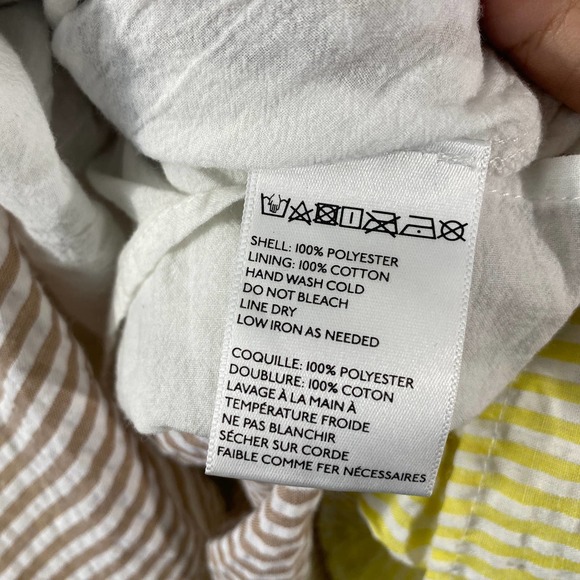 SHELL: 100% POLYESTER
LINING: 100% COTTON
HAND WASH COLD
DO NOT BLEACH
LINE DRY
LOW IRON AS NEEDED
COQUILLE: 100% POLYESTER
DOUBLURE: 100% COTON
LAVAGE À LA MAIN À
TEMPÉRATURE FROIDE
NE PAS BLANCHIR
SÉCHER SUR CORDE
FAIBLE COMME FER NÉCESSAIRES